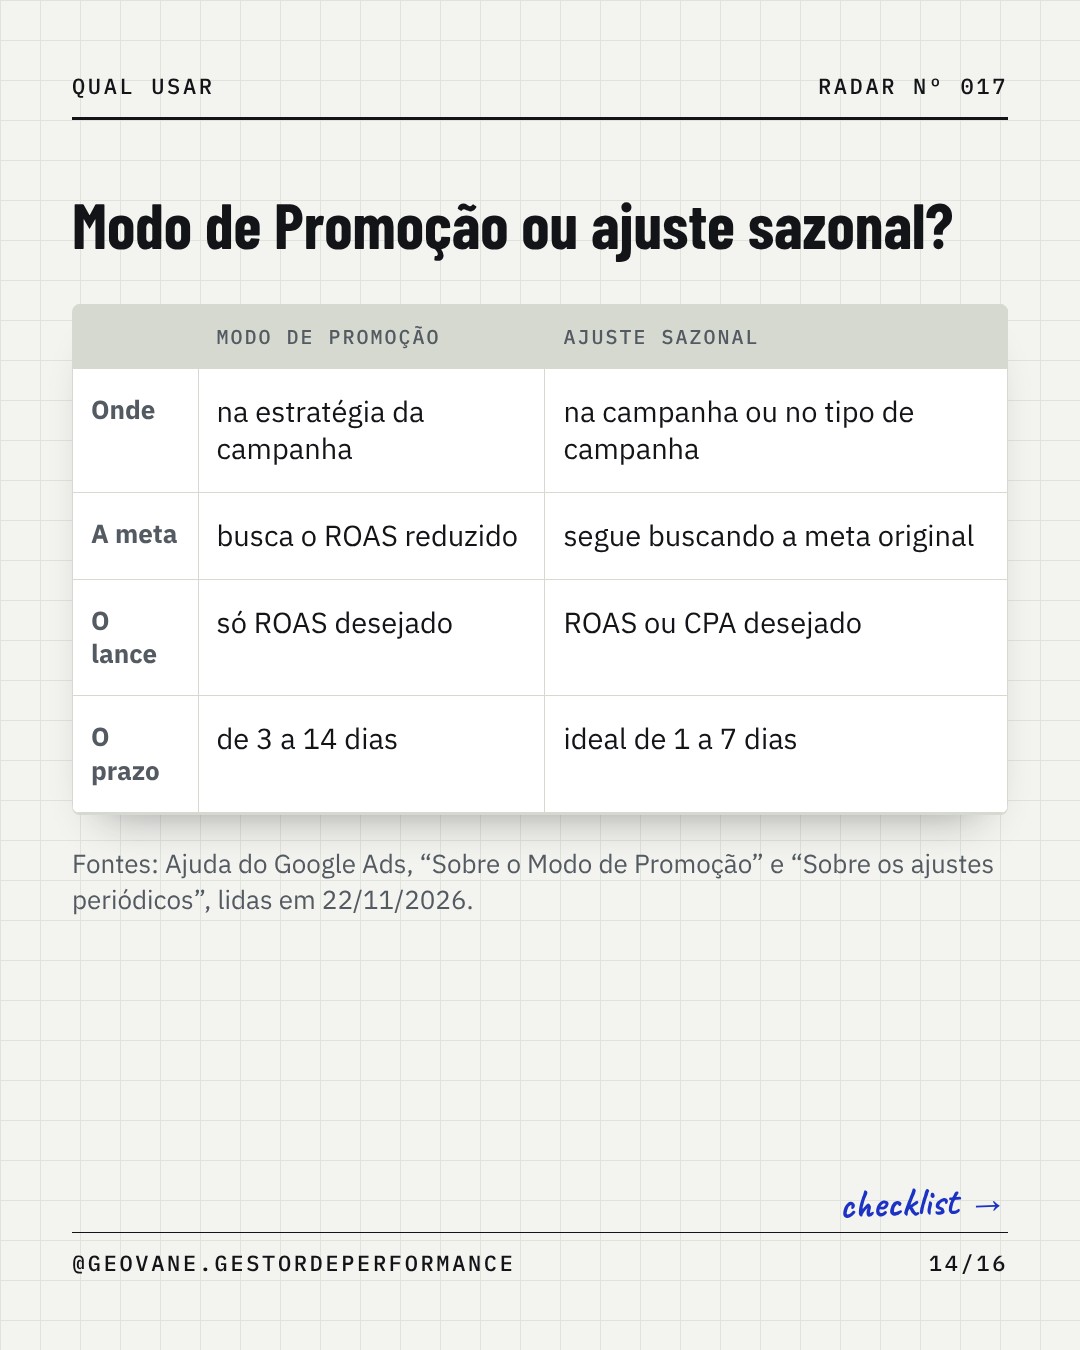 QUAL USAR
RADAR Nº 017
Modo de Promoção ou ajuste sazonal?
MODO DE PROMOÇÃO
AJUSTE SAZONAL
Onde
na estratégia da
campanha
na campanha ou no tipo de
campanha
A meta
busca o ROAS reduzido
segue buscando a meta original
O
lance
só ROAS desejado
ROAS ou CPA desejado
O
prazo
de 3 a 14 dias
ideal de 1 a 7 dias
Fontes: Ajuda do Google Ads, “Sobre o Modo de Promoção” e “Sobre os ajustes
periódicos”, lidas em 22/11/2026.
checklist →
@GEOVANE.GESTORDEPERFORMANCE
14/16